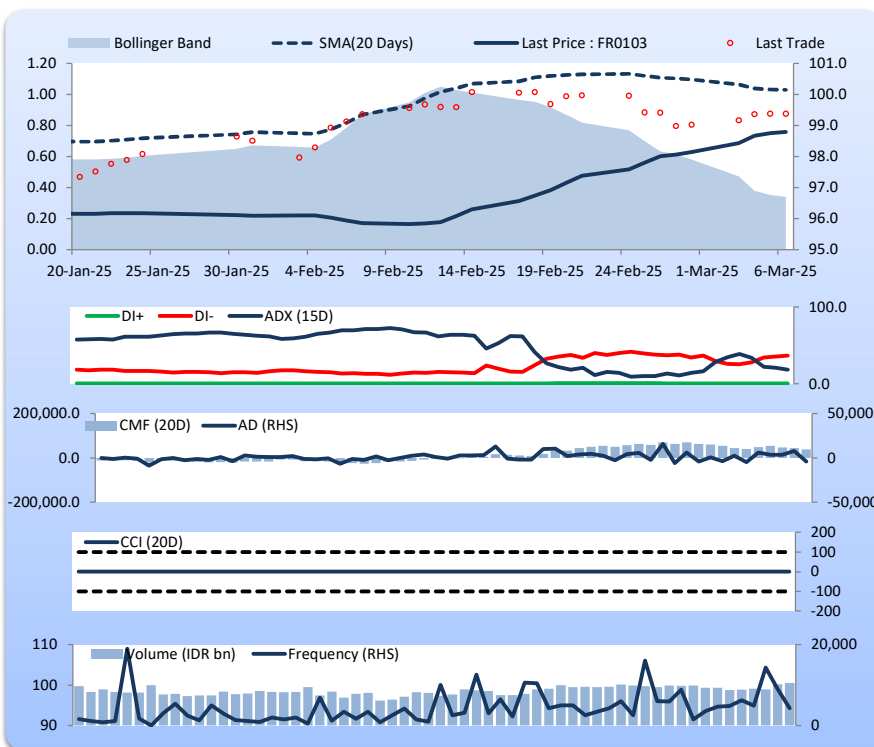 Bollinger Band SMA(20 Days) Last Price : FR0103 Last Trade
1.20 101.0
1.00 100.0
0.80 99.0
0.60 98.0
0.40 97.0
0.20 96.0
0.00 95.0
20-Jan-25 25-Jan-25 30-Jan-25 4-Feb-25 9-Feb-25 14-Feb-25 19-Feb-25 24-Feb-25 1-Mar-25 6-Mar-25
DI+ DI- ADX (15D) 100.0
0.0
200,000.0 CMF (20D) AD (RHS) 50,000
0.0 0
-200,000.0 -50,000
CCI (20D) 200
100
0
-100
-200
110 Volume (IDR bn) Frequency (RHS) 20,000
100 10,000
90 0